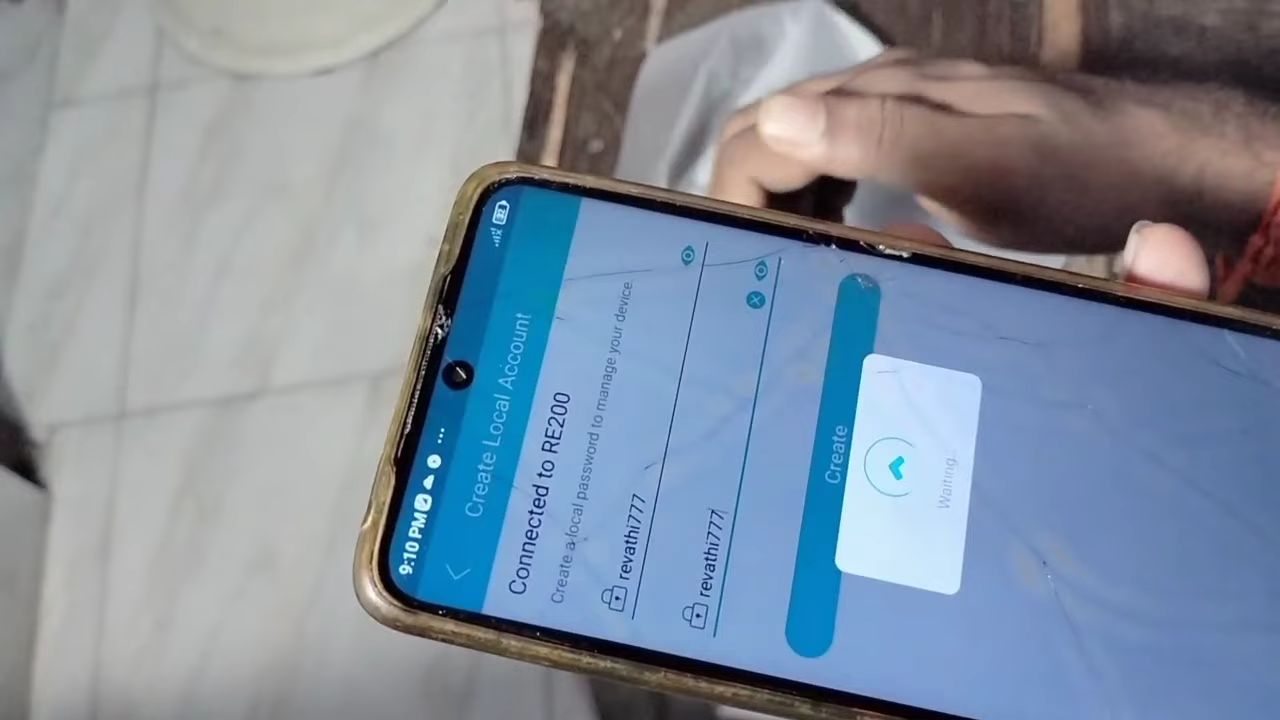 9:10 PM
32
Create Local Account
Connected to RE200
Create a local password to manage your device.
revathi777
revathi777
Create
Waiting...